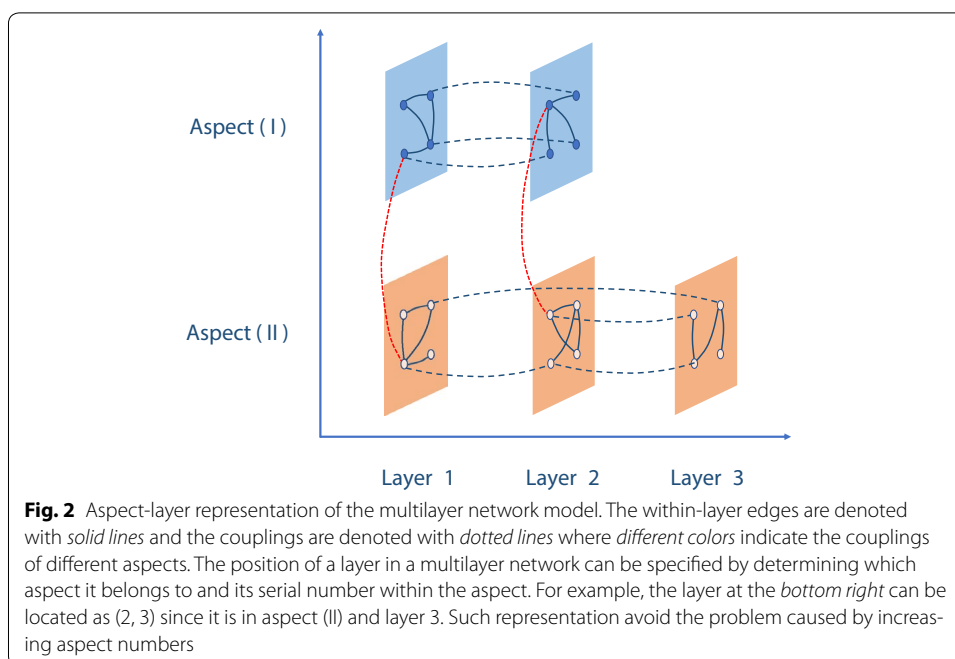 Aspect ( I )
Aspect ( II )
Layer 1 Layer 2 Layer 3
Fig. 2 Aspect-layer representation of the multilayer network model. The within-layer edges are denoted
with solid lines and the couplings are denoted with dotted lines where different colors indicate the couplings
of different aspects. The position of a layer in a multilayer network can be specified by determining which
aspect it belongs to and its serial number within the aspect. For example, the layer at the bottom right can be
located as (2, 3) since it is in aspect (II) and layer 3. Such representation avoid the problem caused by increas-
ing aspect numbers